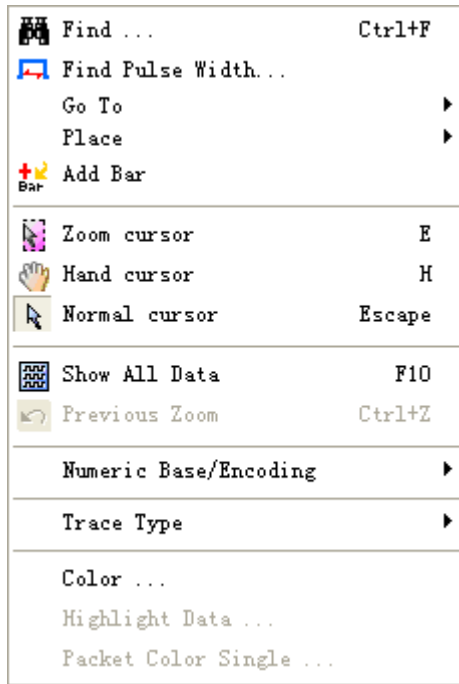 Find ... Ctrl+F
Find Pulse Width...
Go To
Place
Bar Add Bar
Zoom cursor E
Hand cursor H
Normal cursor Escape
Show All Data F10
Previous Zoom Ctrl+Z
Numeric Base/Encoding
Trace Type
Color ...
Highlight Data ...
Packet Color Single ...